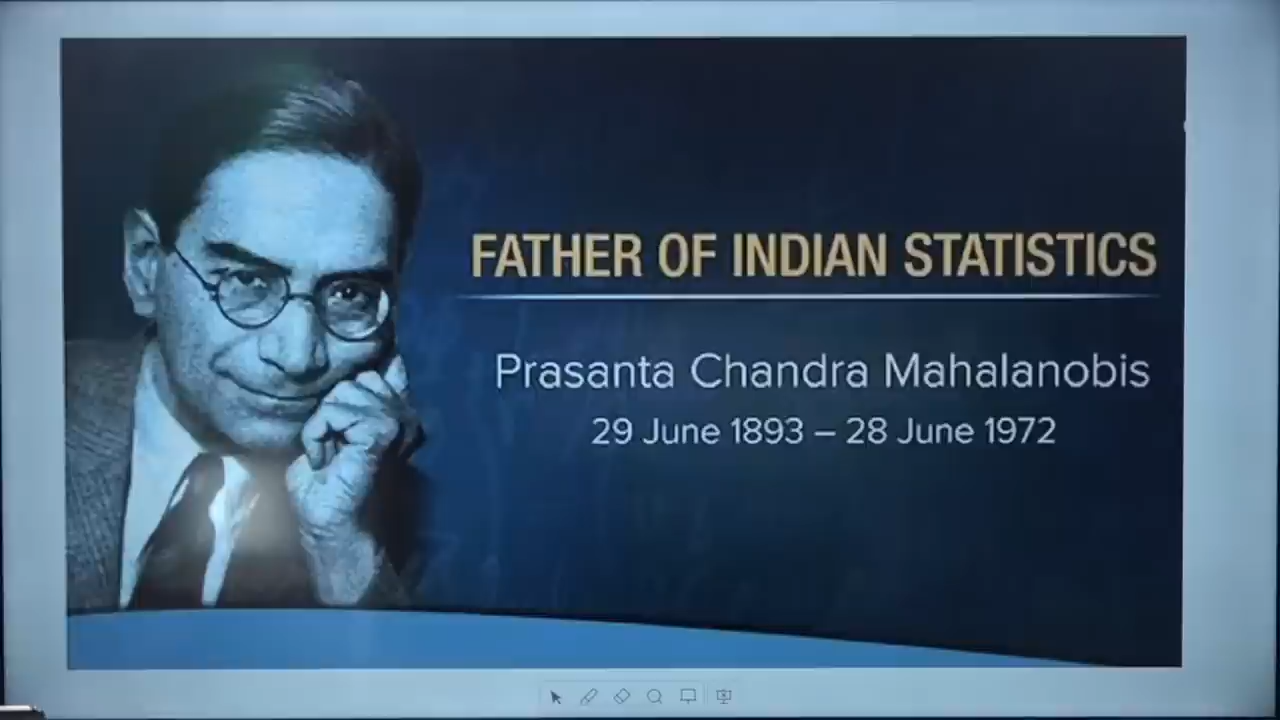 FATHER OF INDIAN STATISTICS
Prasanta Chandra Mahalanobis
29 June 1893 – 28 June 1972